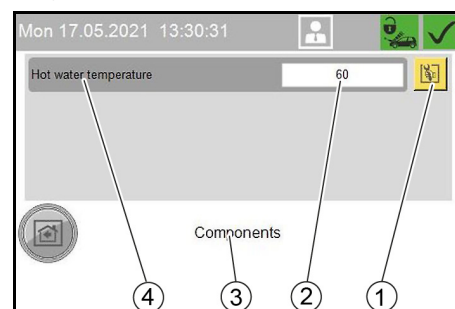 Mon 17.05.2021 13:30:31
Hot water temperature 60
Components
4 3 2 1